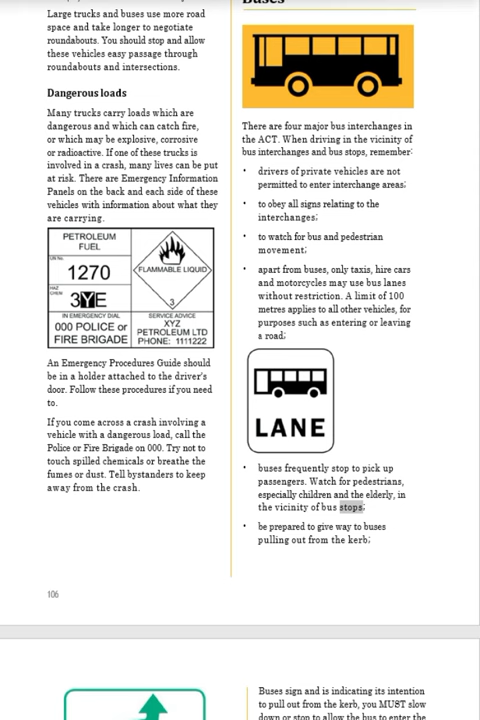 Large trucks and buses use more road
space and take longer to negotiate
roundabouts. You should stop and allow
these vehicles easy passage through
roundabouts and intersections.
Dangerous loads
Many trucks carry loads which are
dangerous and which can catch fire,
or which may be explosive, corrosive
or radioactive. If one of these trucks is
involved in a crash, many lives can be put
at risk. There are Emergency Information
Panels on the back and each side of these
vehicles with information about what they
are carrying.
PETROLEUM
FUEL
UN No.
1270
HAZ
CHEM
3YE
FLAMMABLE LIQUID
3
IN EMERGENCY DIAL
000 POLICE or
FIRE BRIGADE
SERVICE ADVICE
XYZ
PETROLEUM LTD
PHONE: 1111222
An Emergency Procedures Guide should
be in a holder attached to the driver's
door. Follow these procedures if you need
to.
If you come across a crash involving a
vehicle with a dangerous load, call the
Police or Fire Brigade on 000. Try not to
touch spilled chemicals or breathe the
fumes or dust. Tell bystanders to keep
away from the crash.
106
Buses
There are four major bus interchanges in
the ACT. When driving in the vicinity of
bus interchanges and bus stops, remember:
• drivers of private vehicles are not
permitted to enter interchange areas;
• to obey all signs relating to the
interchanges;
• to watch for bus and pedestrian
movement;
• apart from buses, only taxis, hire cars
and motorcycles may use bus lanes
without restriction. A limit of 100
metres applies to all other vehicles, for
purposes such as entering or leaving
a road;
LANE
• buses frequently stop to pick up
passengers. Watch for pedestrians,
especially children and the elderly, in
the vicinity of bus stops;
• be prepared to give way to buses
pulling out from the kerb;
Buses sign and is indicating its intention
to pull out from the kerb, you MUST slow
down or stop to allow the bus to enter the